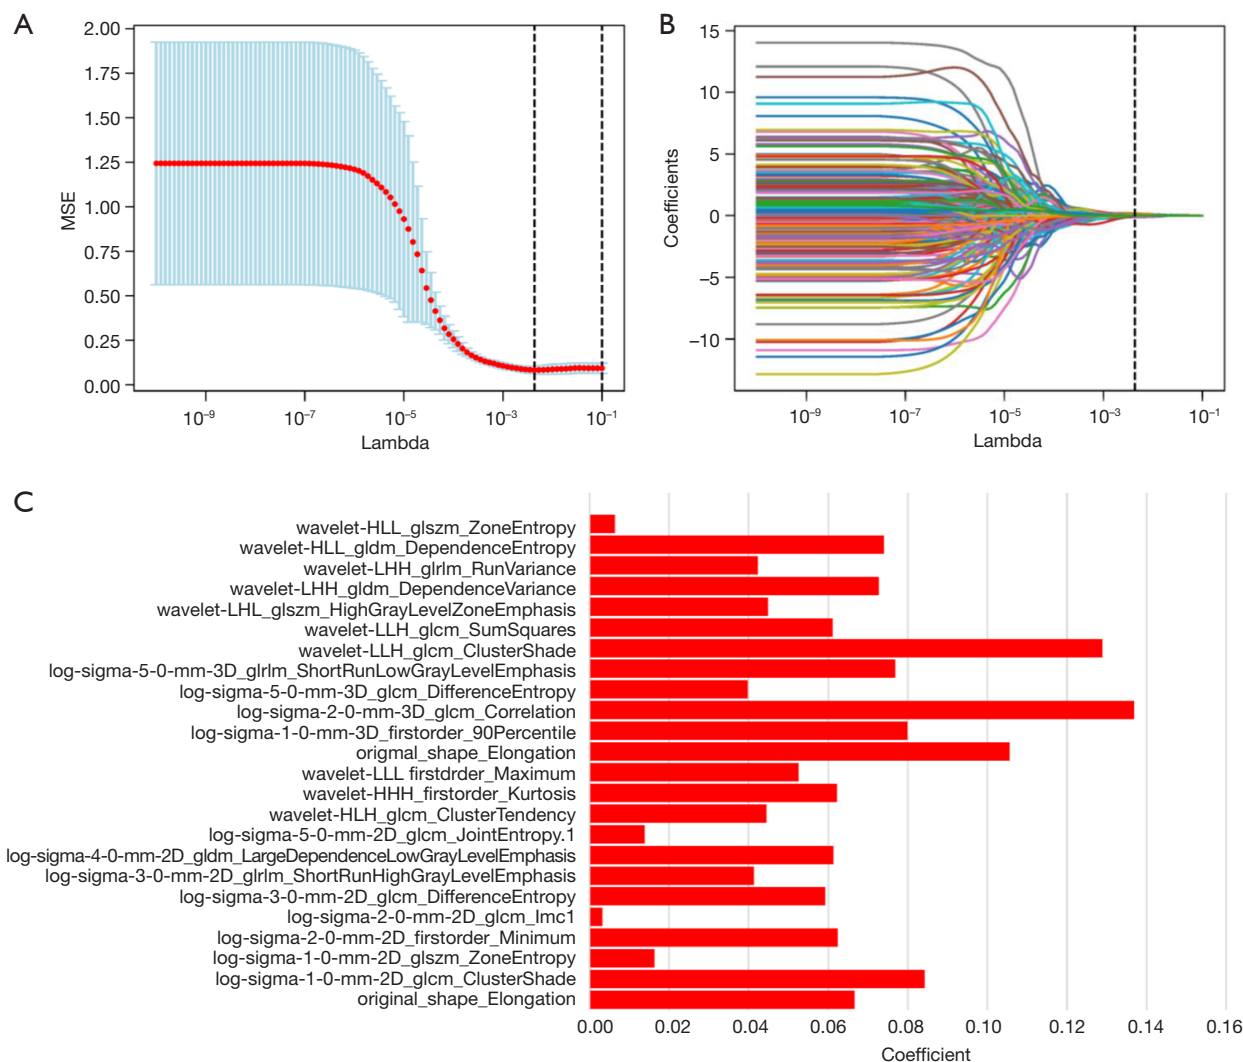 A
2.00
1.75
1.50
1.25
1.00
0.75
0.50
0.25
0.00
MSE
10⁻⁹
10⁻⁷
10⁻⁵
10⁻³
10⁻¹
Lambda
B
15
10
5
0
−5
−10
Coefficients
10⁻⁹
10⁻⁷
10⁻⁵
10⁻³
10⁻¹
Lambda
C
wavelet-HLL_glszm_ZoneEntropy
wavelet-HLL_gldm_DependenceEntropy
wavelet-LHH_glrlm_RunVariance
wavelet-LHH_gldm_DependenceVariance
wavelet-LHL_glszm_HighGrayLevelZoneEmphasis
wavelet-LLH_glcm_SumSquares
wavelet-LLH_glcm_ClusterShade
log-sigma-5-0-mm-3D_glrlm_ShortRunLowGrayLevelEmphasis
log-sigma-5-0-mm-3D_glcm_DifferenceEntropy
log-sigma-2-0-mm-3D_glcm_Correlation
log-sigma-1-0-mm-3D_firstorder_90Percentile
origmal_shape_Elongation
wavelet-LLL firstdrder_Maximum
wavelet-HHH_firstorder_Kurtosis
wavelet-HLH_glcm_ClusterTendency
log-sigma-5-0-mm-2D_glcm_JointEntropy.1
log-sigma-4-0-mm-2D_gldm_LargeDependenceLowGrayLevelEmphasis
log-sigma-3-0-mm-2D_glrlm_ShortRunHighGrayLevelEmphasis
log-sigma-3-0-mm-2D_glcm_DifferenceEntropy
log-sigma-2-0-mm-2D_glcm_Imc1
log-sigma-2-0-mm-2D_firstorder_Minimum
log-sigma-1-0-mm-2D_glszm_ZoneEntropy
log-sigma-1-0-mm-2D_glcm_ClusterShade
original_shape_Elongation
0.00 0.02 0.04 0.06 0.08 0.10 0.12 0.14 0.16
Coefficient